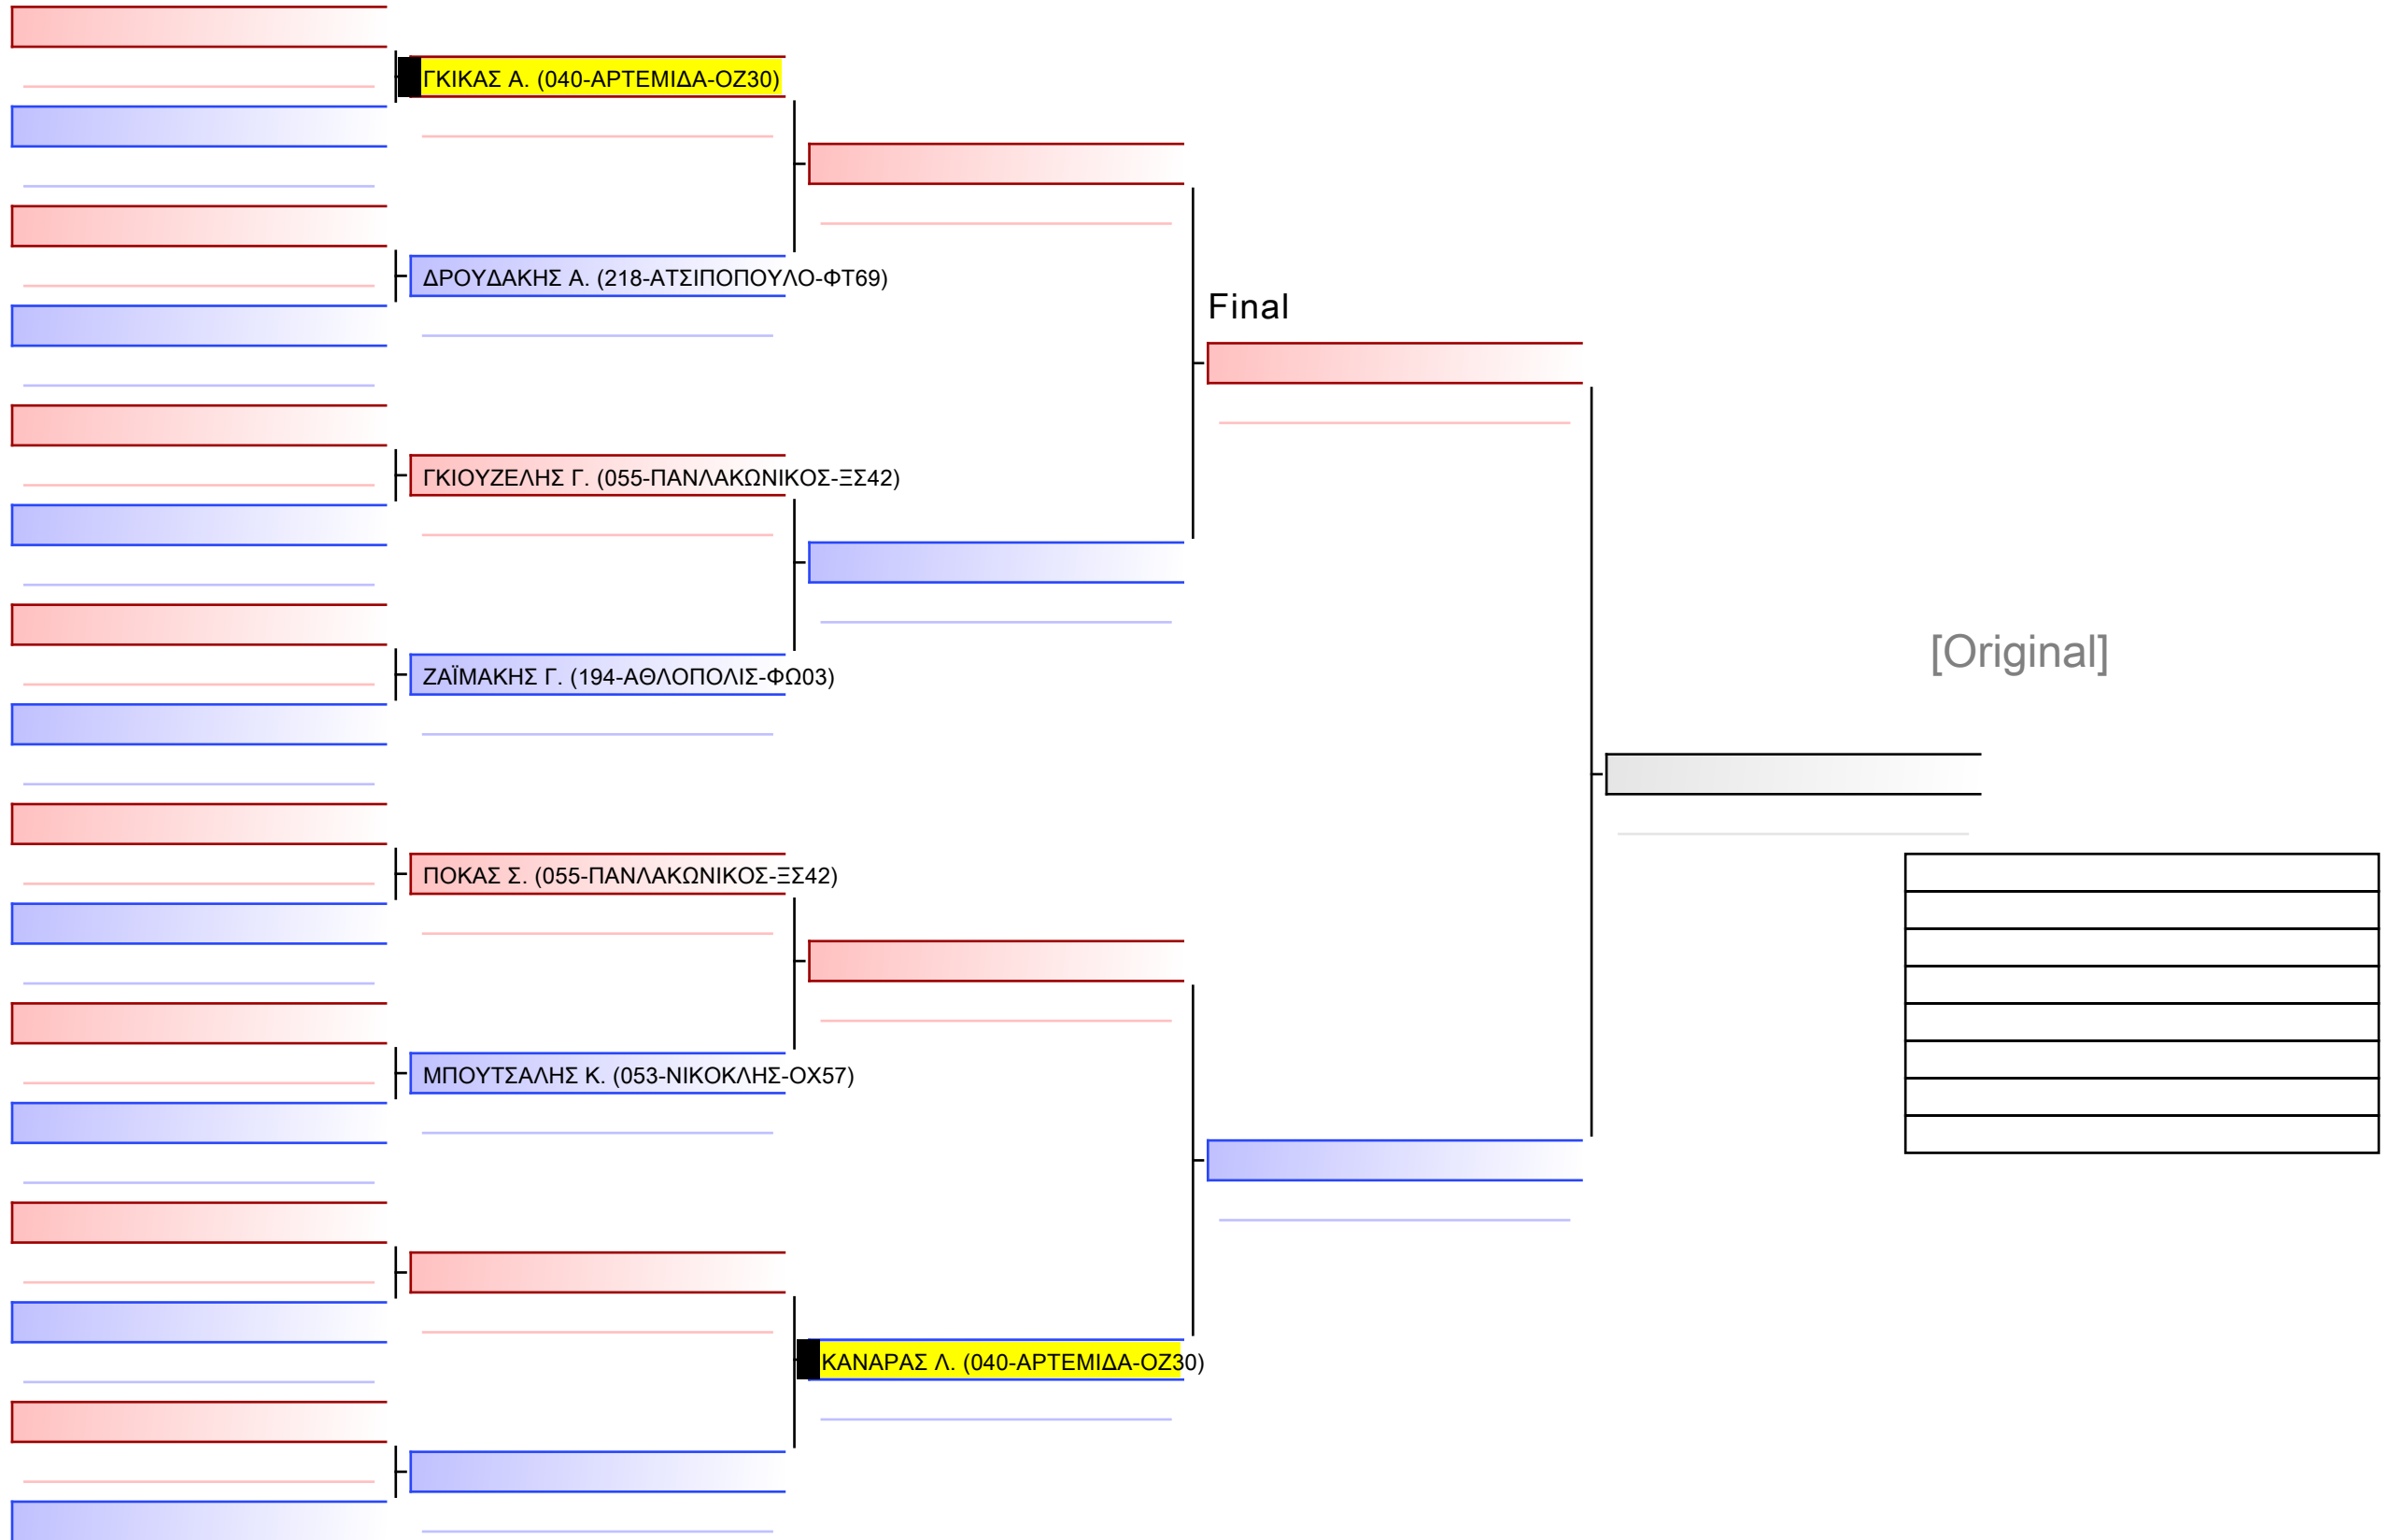 ΓΚΙΚΑΣ Α. (040-ΑΡΤΕΜΙΔΑ-ΟΖ30)
ΔΡΟΥΔΑΚΗΣ Α. (218-ΑΤΣΙΠΟΠΟΥΛΟ-ΦΤ69)
Final
ΓΚΙΟΥΖΕΛΗΣ Γ. (055-ΠΑΝΛΑΚΩΝΙΚΟΣ-ΞΣ42)
[Original]
ΖΑΪΜΑΚΗΣ Γ. (194-ΑΘΛΟΠΟΛΙΣ-ΦΩ03)
ΠΟΚΑΣ Σ. (055-ΠΑΝΛΑΚΩΝΙΚΟΣ-ΞΣ42)
ΜΠΟΥΤΣΑΛΗΣ Κ. (053-ΝΙΚΟΚΛΗΣ-ΟΧ57)
ΚΑΝΑΡΑΣ Λ. (040-ΑΡΤΕΜΙΔΑ-ΟΖ30)